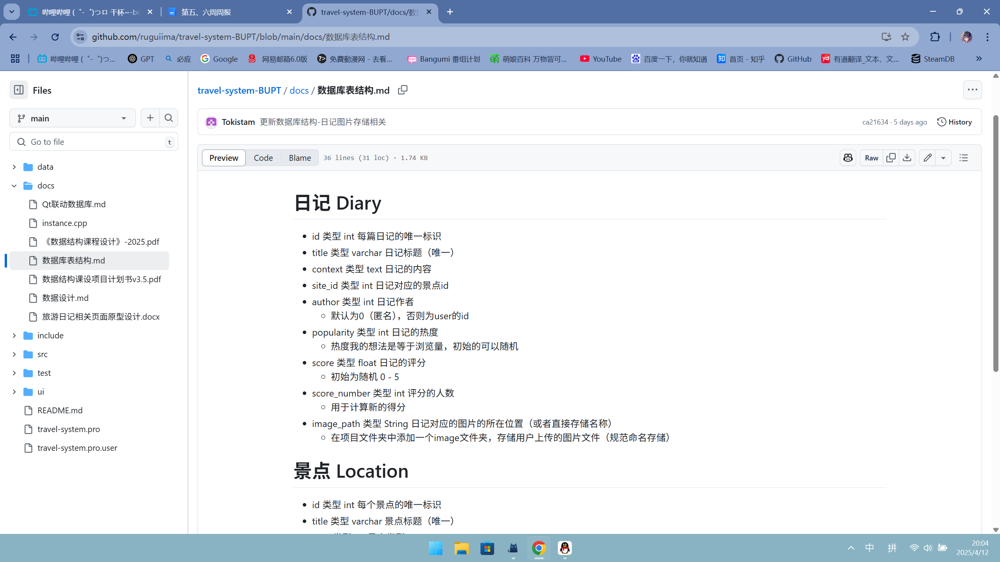 哔哩哔哩 (゜-゜)つロ 干杯~-bi
第五、六周周报
travel-system-BUPT/docs/数
github.com/ruguiima/travel-system-BUPT/blob/main/docs/数据库表结构.md
哔哩哔哩 (゜-゜)つ...
GPT
必应
Google
网易邮箱6.0版
免費動漫网 - 去看...
Bangumi 番组计划
萌娘百科 万物皆可...
YouTube
百度一下，你就知道
首页 - 知乎
GitHub
有道翻译_文本、文...
SteamDB
Files
main
Go to file
t
data
docs
Qt联动数据库.md
instance.cpp
《数据结构课程设计》-2025.pdf
数据库表结构.md
数据结构课设项目计划书v3.5.pdf
数据设计.md
旅游日记相关页面原型设计.docx
include
src
test
ui
README.md
travel-system.pro
travel-system.pro.user
travel-system-BUPT / docs / 数据库表结构.md
Tokistam 更新数据库结构-日记图片存储相关
ca21634 · 5 days ago
History
Preview Code Blame 36 lines (31 loc) · 1.74 KB
Raw
日记 Diary
• id 类型 int 每篇日记的唯一标识
• title 类型 varchar 日记标题（唯一）
• context 类型 text 日记的内容
• site_id 类型 int 日记对应的景点id
• author 类型 int 日记作者
◦ 默认为0（匿名），否则为user的id
• popularity 类型 int 日记的热度
◦ 热度我的想法是等于浏览量，初始的可以随机
• score 类型 float 日记的评分
◦ 初始为随机 0 - 5
• score_number 类型 int 评分的人数
◦ 用于计算新的得分
• image_path 类型 String 日记对应的图片的所在位置（或者直接存储名称）
◦ 在项目文件夹中添加一个image文件夹，存储用户上传的图片文件（规范命名存储）
景点 Location
• id 类型 int 每个景点的唯一标识
• title 类型 varchar 景点标题（唯一）
中
拼
20:04
2025/4/12